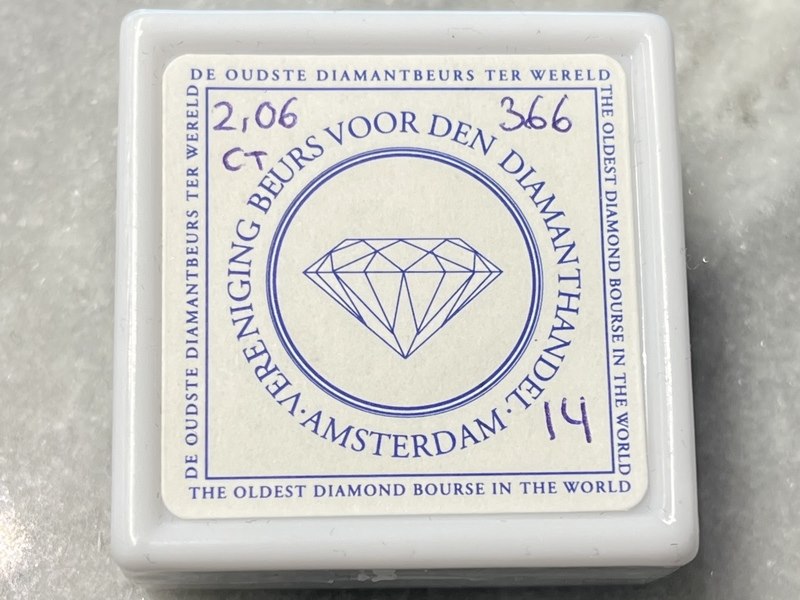 DE OUDSTE DIAMANTBEURS TER WERELD
DE OUDSTE DIAMANTBEURS TER WERELD
THE OLDEST DIAMOND BOURSE IN THE WORLD
2,06
CT
366
VERENIGING BEURS VOOR DEN DIAMANTHANDEL
· AMSTERDAM ·
14
THE OLDEST DIAMOND BOURSE IN THE WORLD